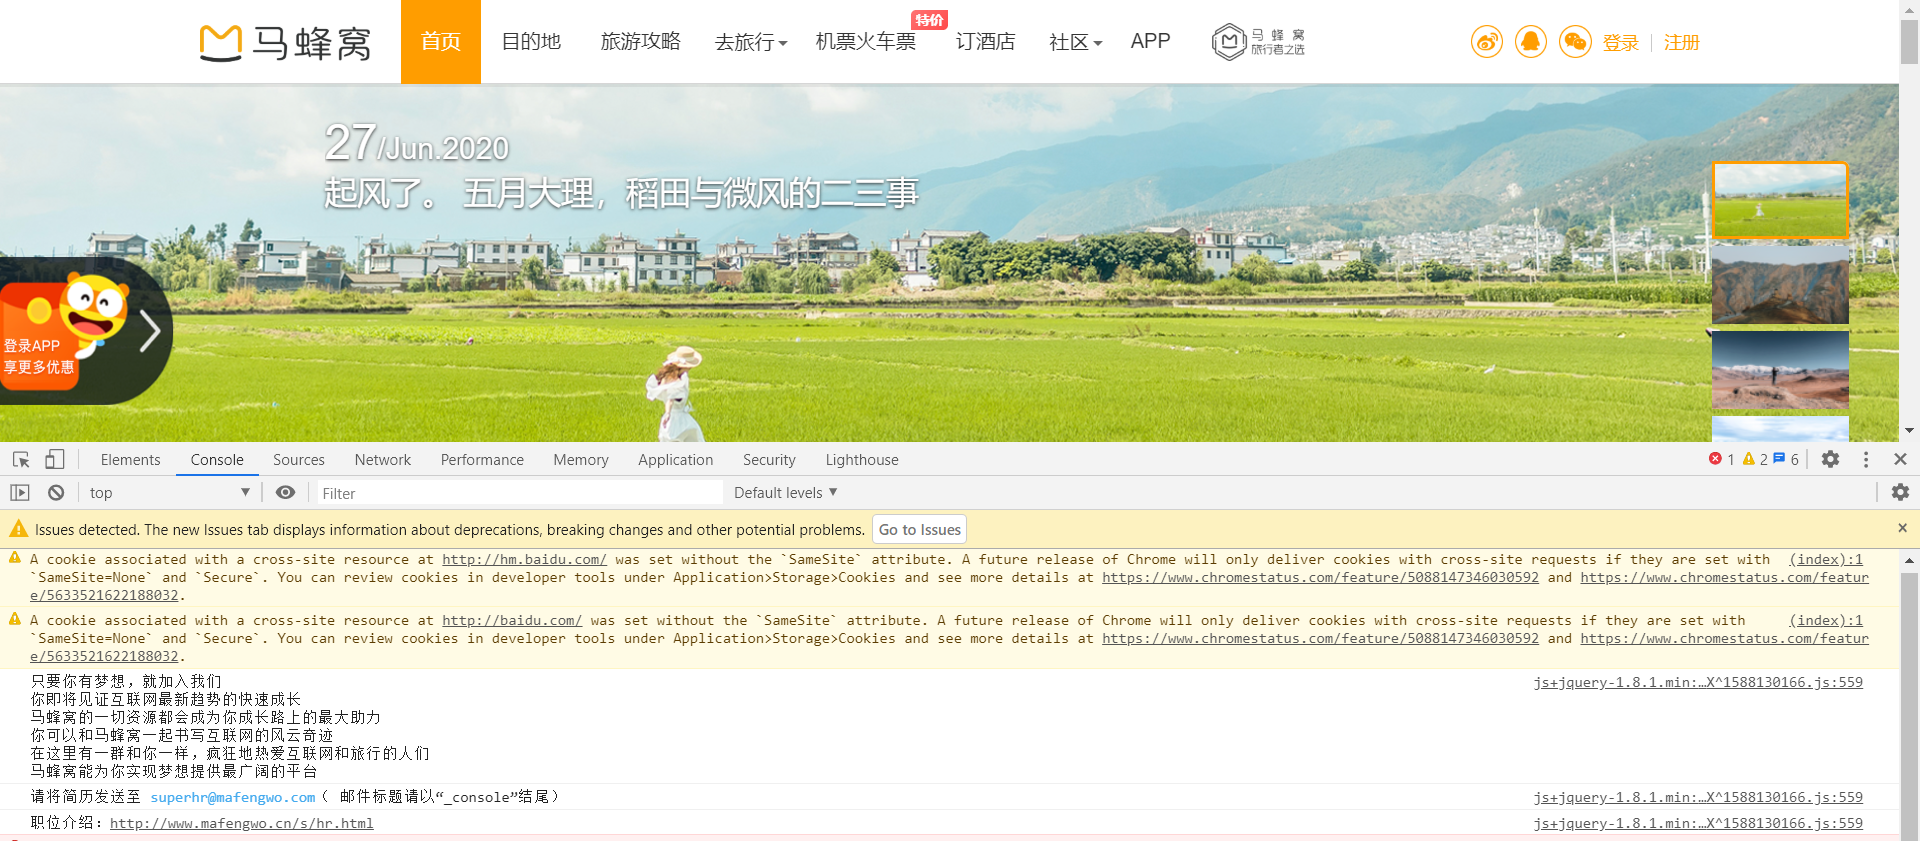 马蜂窝
首页
目的地
旅游攻略
去旅行
机票火车票
特价
订酒店
社区
APP
马蜂窝
旅行者之选
登录
注册
27/Jun.2020
起风了。 五月大理，稻田与微风的二三事
登录APP
享更多优惠
Elements Console Sources Network Performance Memory Application Security Lighthouse 1 2 6
top Filter Default levels
Issues detected. The new Issues tab displays information about deprecations, breaking changes and other potential problems. Go to Issues
A cookie associated with a cross-site resource at http://hm.baidu.com/ was set without the `SameSite` attribute. A future release of Chrome will only deliver cookies with cross-site requests if they are set with (index):1
`SameSite=None` and `Secure`. You can review cookies in developer tools under Application>Storage>Cookies and see more details at https://www.chromestatus.com/feature/5088147346030592 and https://www.chromestatus.com/featur
e/5633521622188032.
A cookie associated with a cross-site resource at http://baidu.com/ was set without the `SameSite` attribute. A future release of Chrome will only deliver cookies with cross-site requests if they are set with (index):1
`SameSite=None` and `Secure`. You can review cookies in developer tools under Application>Storage>Cookies and see more details at https://www.chromestatus.com/feature/5088147346030592 and https://www.chromestatus.com/featur
e/5633521622188032.
只要你有梦想，就加入我们 js+jquery-1.8.1.min:…X^1588130166.js:559
你即将见证互联网最新趋势的快速成长
马蜂窝的一切资源都会成为你成长路上的最大助力
你可以和马蜂窝一起书写互联网的风云奇迹
在这里有一群和你一样，疯狂地热爱互联网和旅行的人们
马蜂窝能为你实现梦想提供最广阔的平台
请将简历发送至 superhr@mafengwo.com（ 邮件标题请以“_console”结尾） js+jquery-1.8.1.min:…X^1588130166.js:559
职位介绍：http://www.mafengwo.cn/s/hr.html js+jquery-1.8.1.min:…X^1588130166.js:559